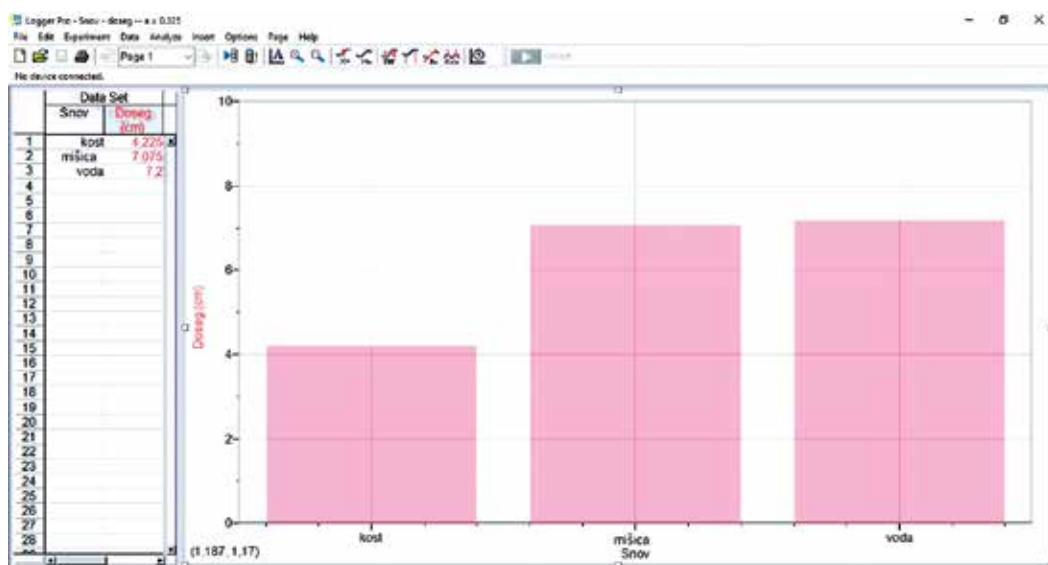 Logger Pro - Snov - doseg -- e = 0.325
File Edit Experiment Data Analyze Insert Options Page Help
Page 1
No device connected.
Data Set
Snov Doseg
(cm)
1 kost 4,225
2 mišica 7,075
3 voda 7,2
4
5
6
7
8
9
10
11
12
13
14
15
16
17
18
19
20
21
22
23
24
25
26
27
28
10
8
6
4
2
0
Doseg (cm)
kost mišica voda
Snov
(1,187, 1,17)